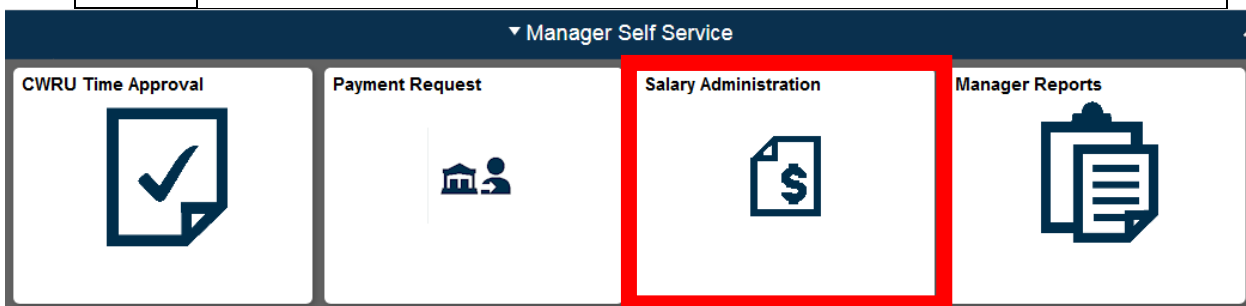 Manager Self Service
CWRU Time Approval
Payment Request
Salary Administration
Manager Reports
$